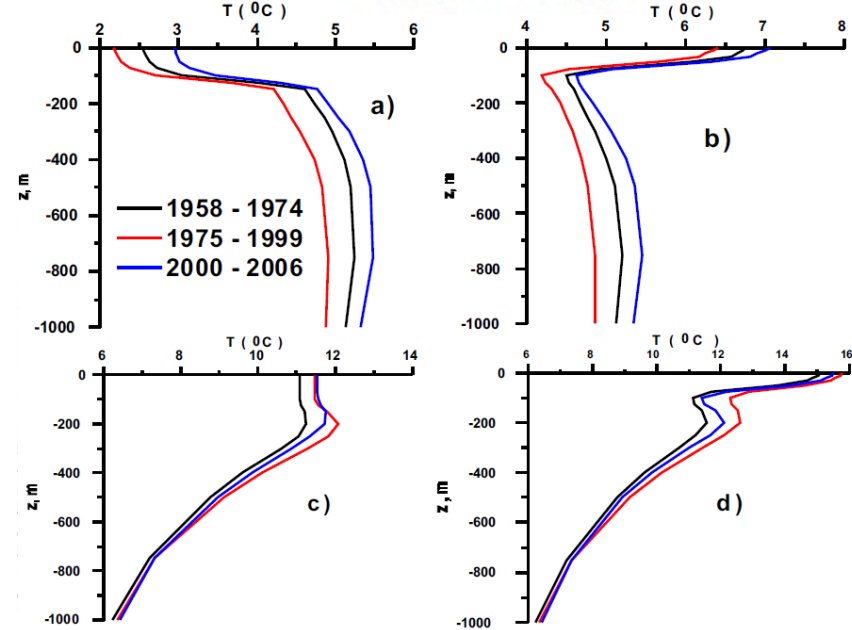 T ( ⁰C )
2 3 4 5 6
0
-200
-400
-600
-800
-1000
z, m
a)
1958 - 1974
1975 - 1999
2000 - 2006
T ( ⁰C )
4 5 6 7 8
0
-200
-400
-600
-800
-1000
z, m
b)
T ( ⁰C )
6 8 10 12 14
0
-200
-400
-600
-800
-1000
z, m
c)
T ( ⁰C )
6 8 10 12 14 16
0
-200
-400
-600
-800
-1000
z, m
d)